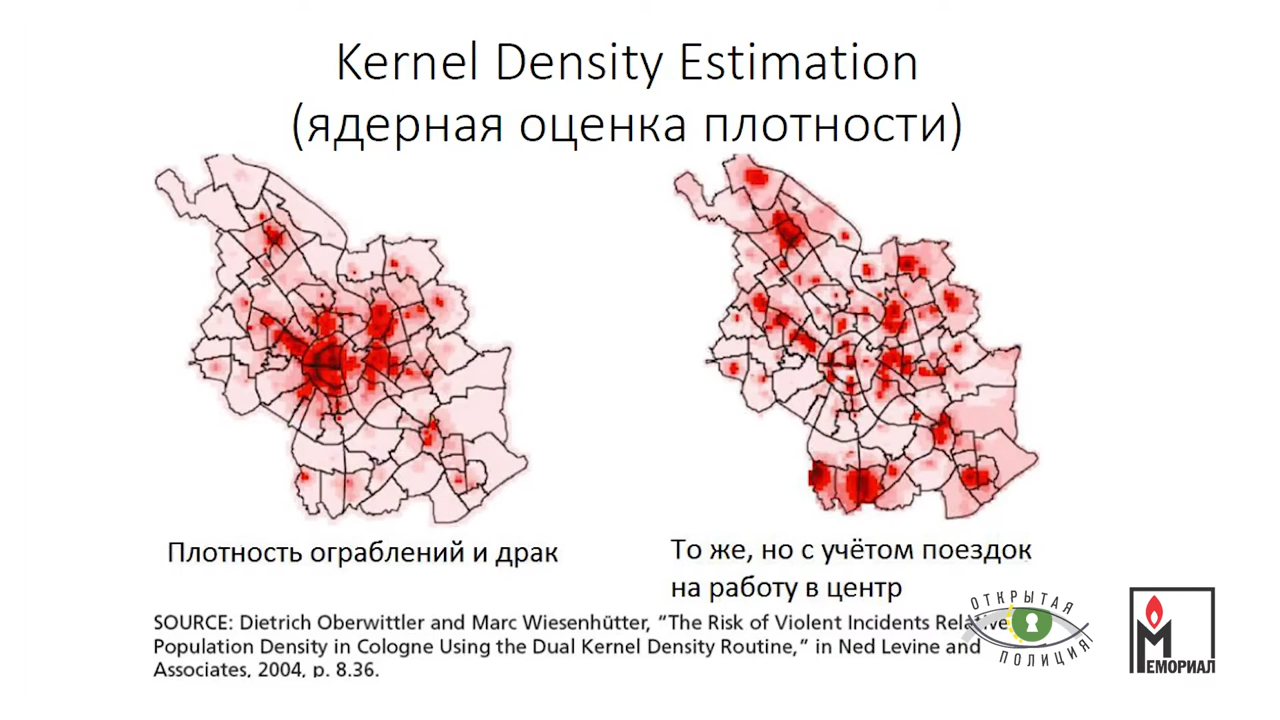 Kernel Density Estimation
(ядерная оценка плотности)
Плотность ограблений и драк
То же, но с учётом поездок
на работу в центр
SOURCE: Dietrich Oberwittler and Marc Wiesenhütter, “The Risk of Violent Incidents Relative
Population Density in Cologne Using the Dual Kernel Density Routine,” in Ned Levine and
Associates, 2004, p. 8.36.
ОТКРЫТАЯ
ПОЛИЦИЯ
МЕМОРИАЛ